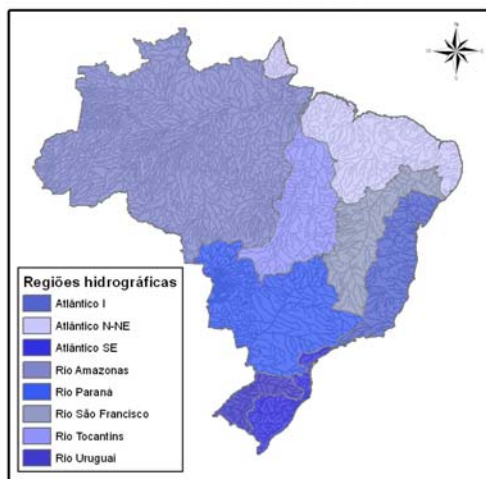 N
Regiões hidrográficas
Atlântico I
Atlântico N-NE
Atlântico SE
Rio Amazonas
Rio Paraná
Rio São Francisco
Rio Tocantins
Rio Uruguai